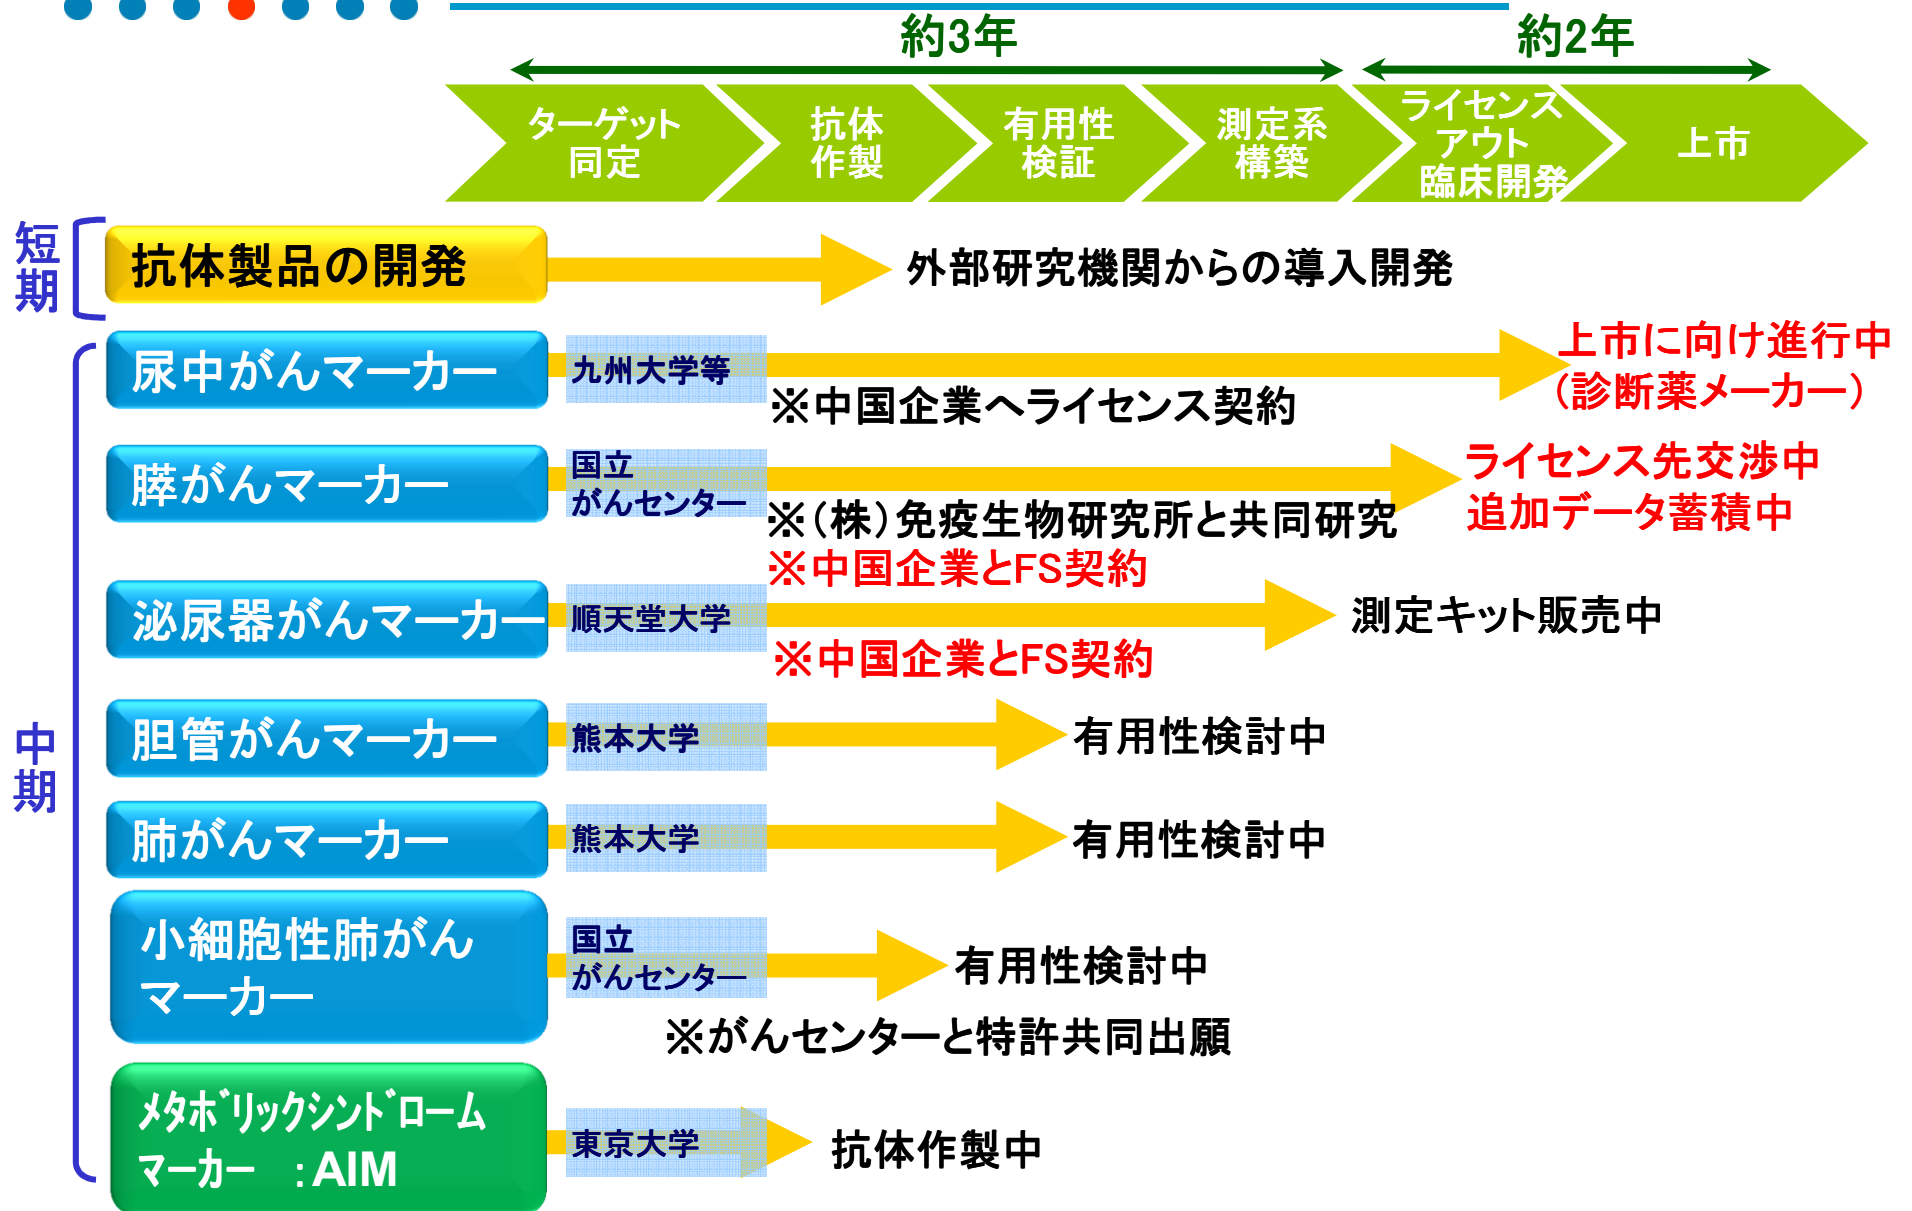 約3年
約2年
ターゲット
同定
抗体
作製
有用性
検証
測定系
構築
ライセンス
アウト
臨床開発
上市
短期
抗体製品の開発
外部研究機関からの導入開発
中期
尿中がんマーカー
九州大学等
上市に向け進行中
（診断薬メーカー）
※中国企業へライセンス契約
膵がんマーカー
国立
がんセンター
ライセンス先交渉中
追加データ蓄積中
※（株）免疫生物研究所と共同研究
※中国企業とFS契約
泌尿器がんマーカー
順天堂大学
測定キット販売中
※中国企業とFS契約
胆管がんマーカー
熊本大学
有用性検討中
肺がんマーカー
熊本大学
有用性検討中
小細胞性肺がん
マーカー
国立
がんセンター
有用性検討中
※がんセンターと特許共同出願
ﾒﾀﾎﾞﾘｯｸｼﾝﾄﾞﾛｰﾑ
ﾏｰｶｰ ：AIM
東京大学
抗体作製中